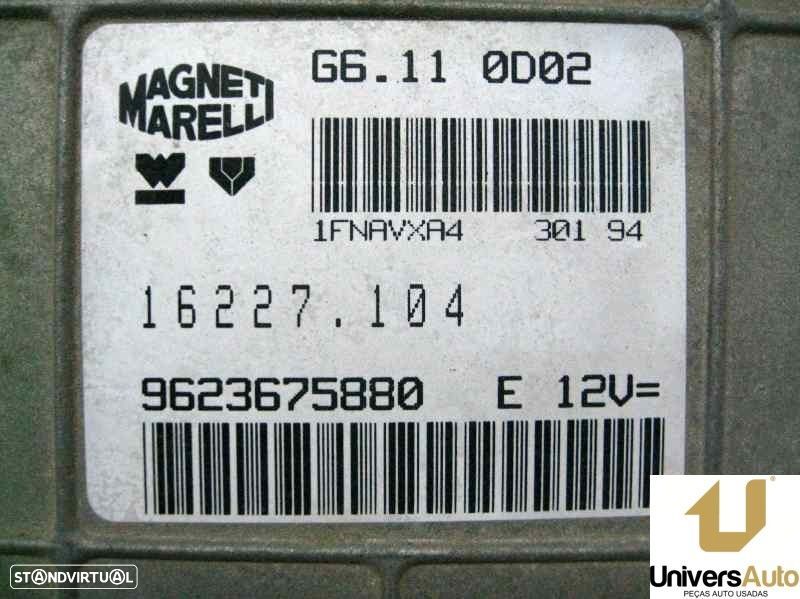 MAGNETI
MARELLI
G6.11 0D02
1FNAVXA4 301 94
16227.104
9623675880 E 12V=
STANDVIRTUAL
UniversAuto
PEÇAS AUTO USADAS